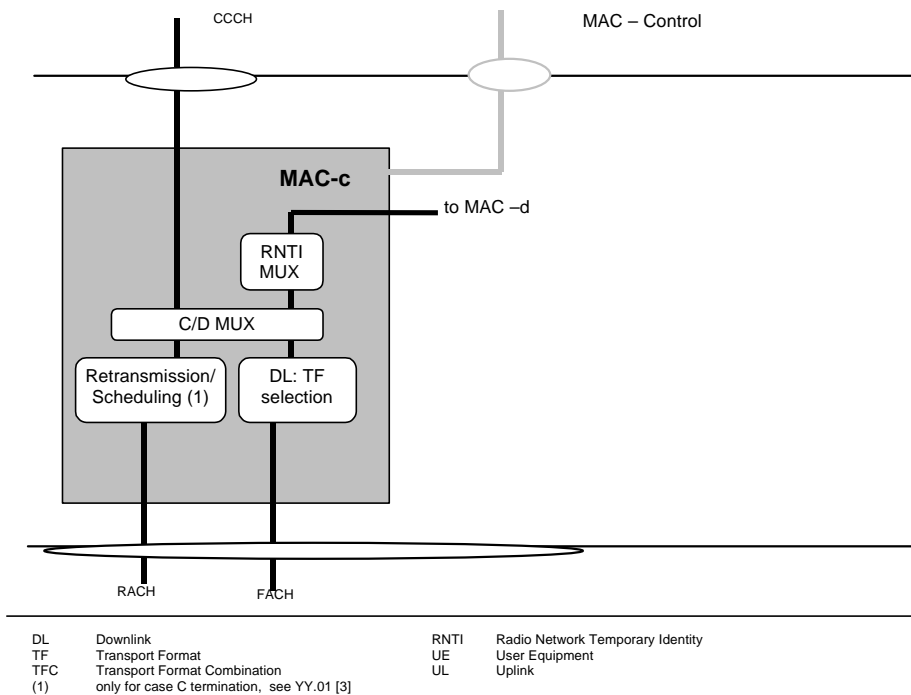 CCCH
MAC – Control
MAC-c
to MAC –d
RNTI
MUX
C/D MUX
Retransmission/
Scheduling (1)
DL: TF
selection
RACH
FACH
DL Downlink
TF Transport Format
TFC Transport Format Combination
(1) only for case C termination, see YY.01 [3]
RNTI Radio Network Temporary Identity
UE User Equipment
UL Uplink